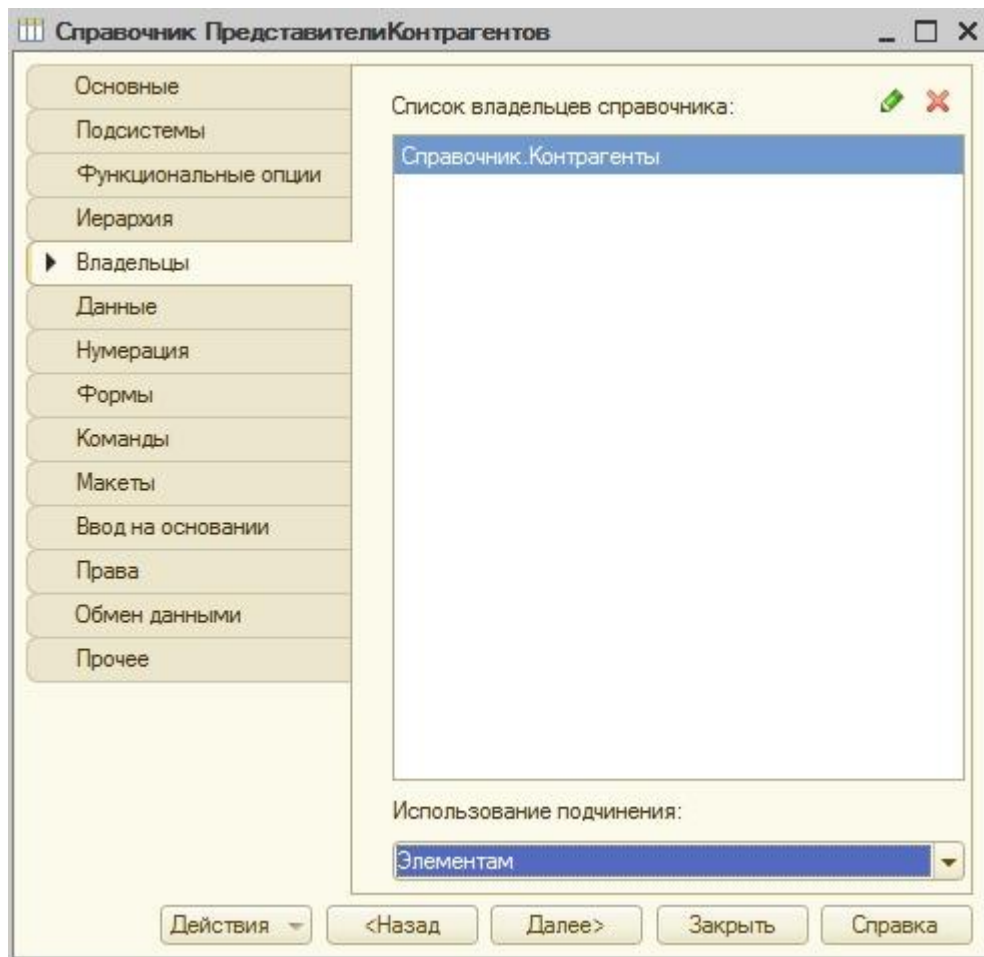 Справочник ПредставителиКонтрагентов
Основные
Подсистемы
Функциональные опции
Иерархия
Владельцы
Данные
Нумерация
Формы
Команды
Макеты
Ввод на основании
Права
Обмен данными
Прочее
Список владельцев справочника:
Справочник.Контрагенты
Использование подчинения:
Элементам
Действия
<Назад
Далее>
Закрыть
Справка